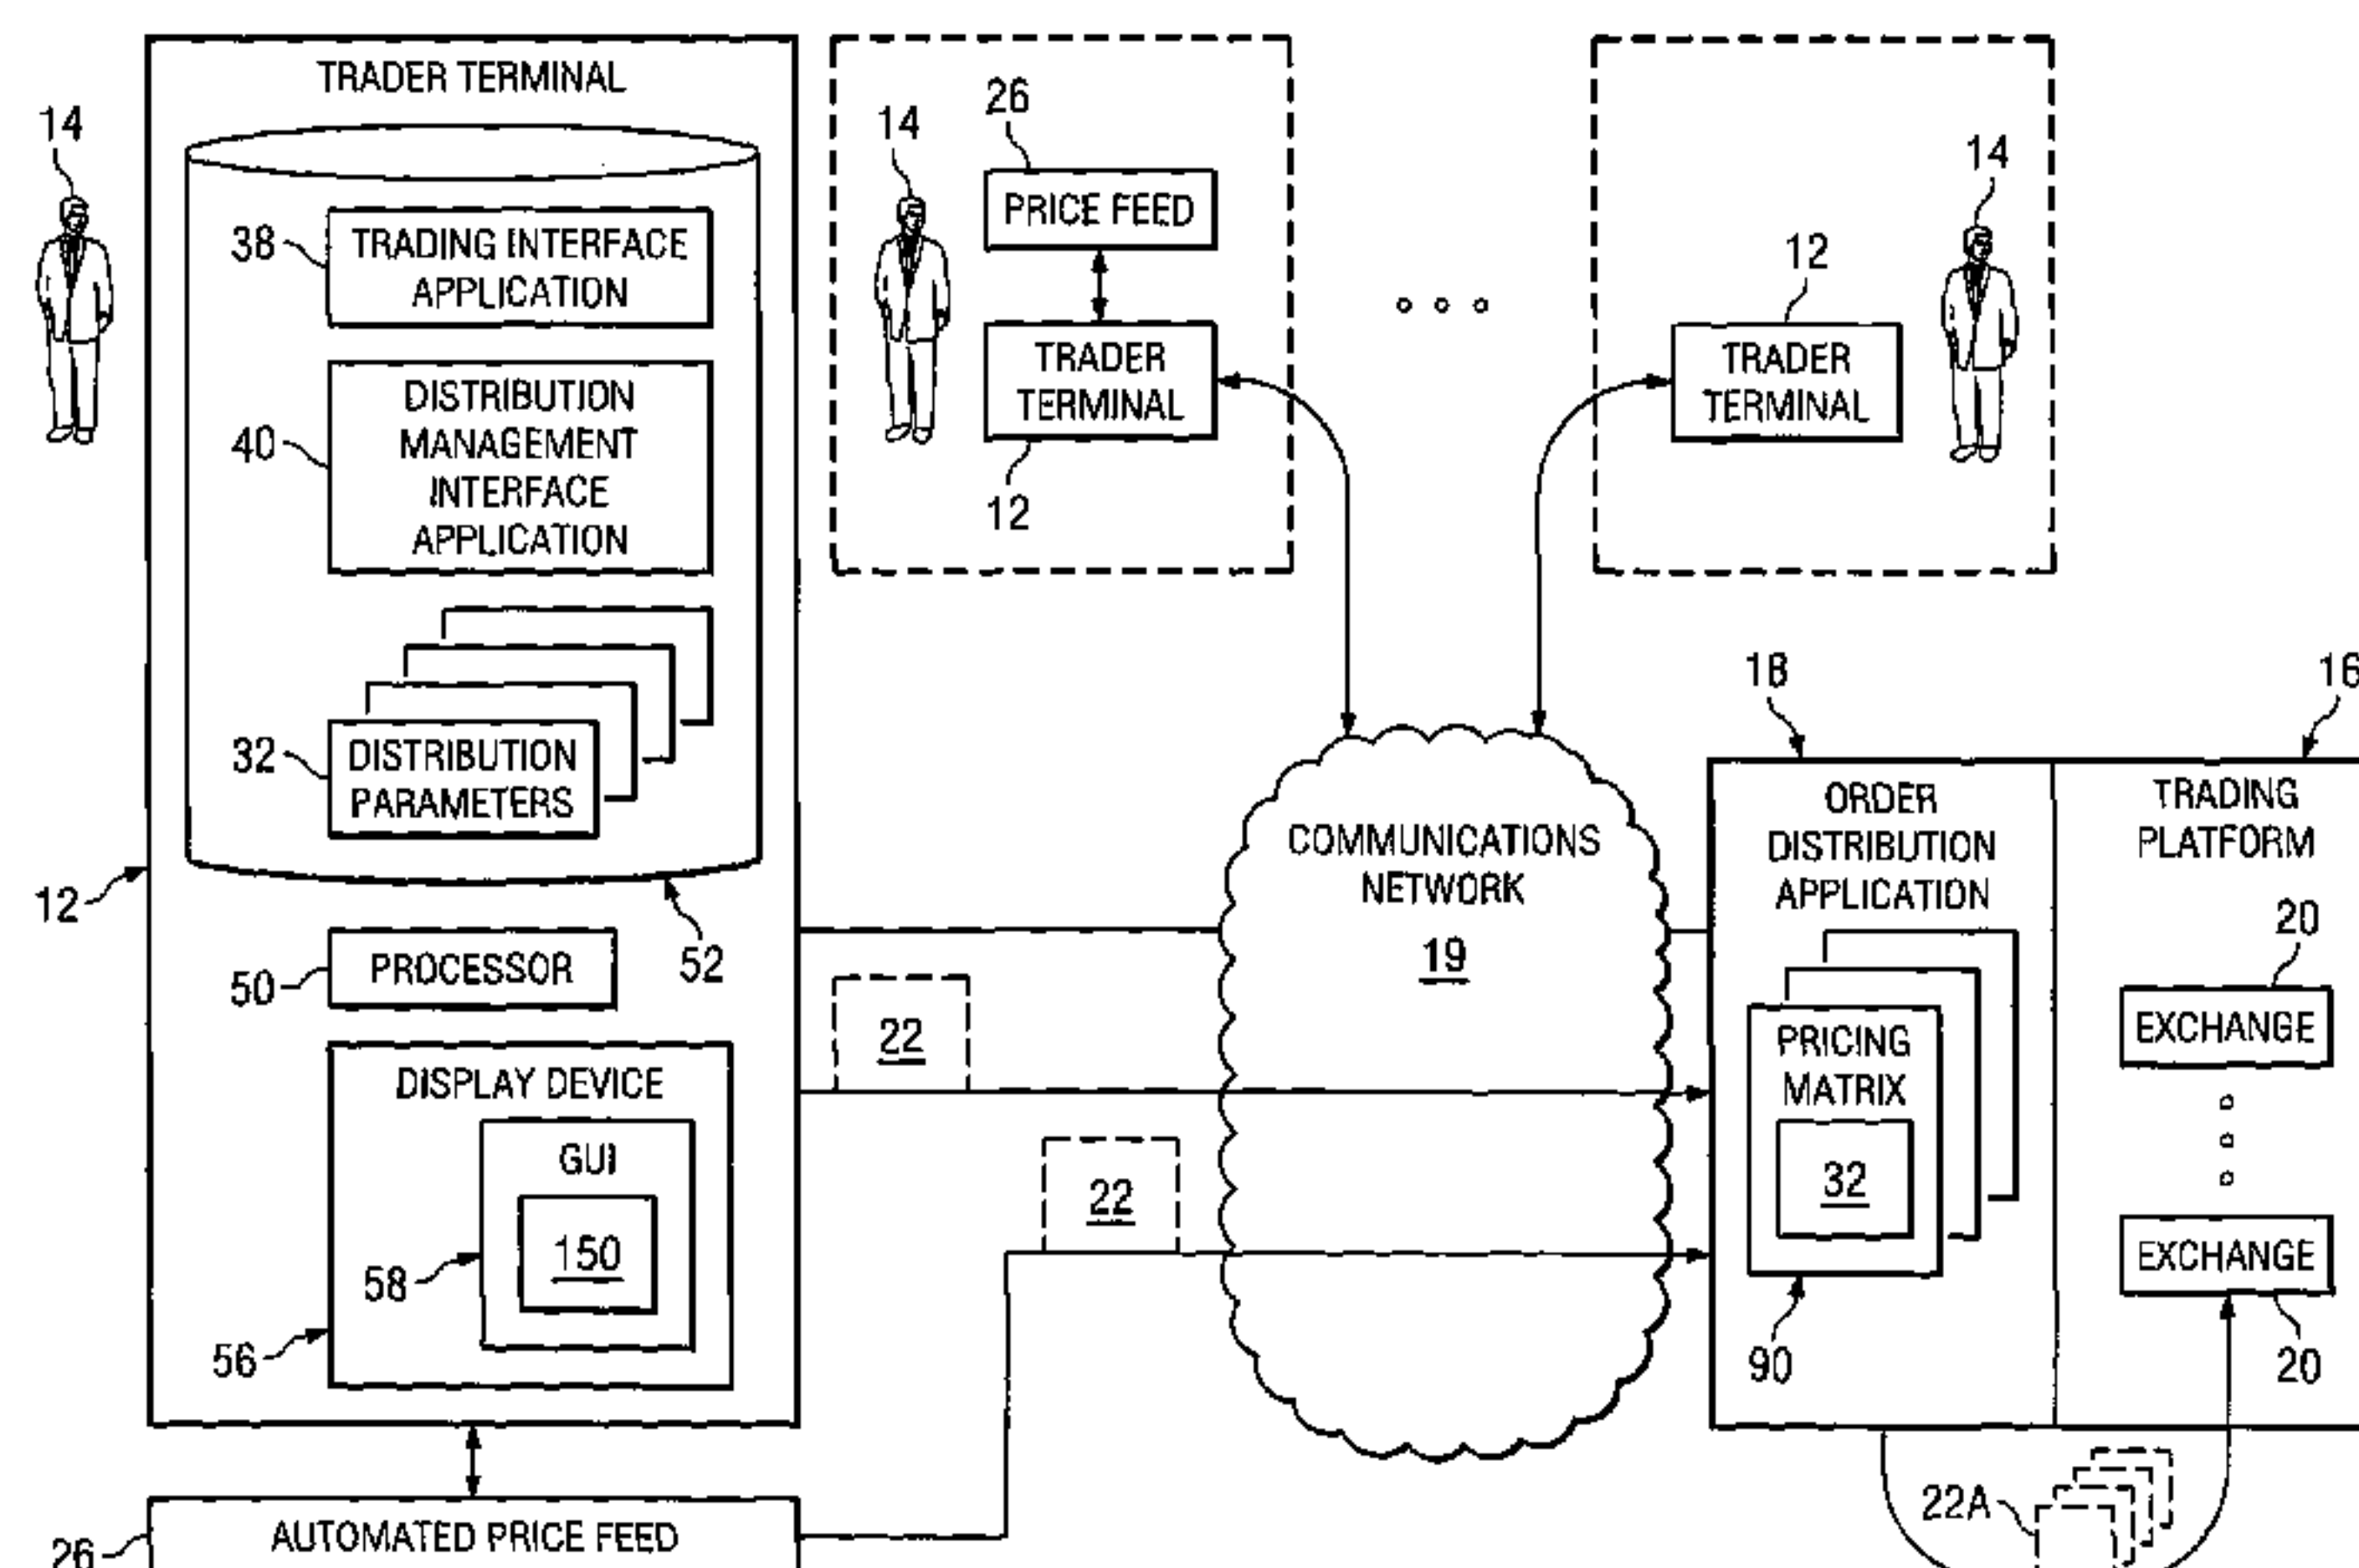 TRADER TERMINAL
14
38
TRADING INTERFACE
APPLICATION
40
DISTRIBUTION
MANAGEMENT
INTERFACE
APPLICATION
32
DISTRIBUTION
PARAMETERS
12
52
50
PROCESSOR
DISPLAY DEVICE
GUI
150
58
56
26
AUTOMATED PRICE FEED
14
26
PRICE FEED
TRADER
TERMINAL
12
14
12
TRADER
TERMINAL
COMMUNICATIONS
NETWORK
19
22
22
18
16
ORDER
DISTRIBUTION
APPLICATION
PRICING
MATRIX
32
90
TRADING
PLATFORM
20
EXCHANGE
EXCHANGE
20
22A